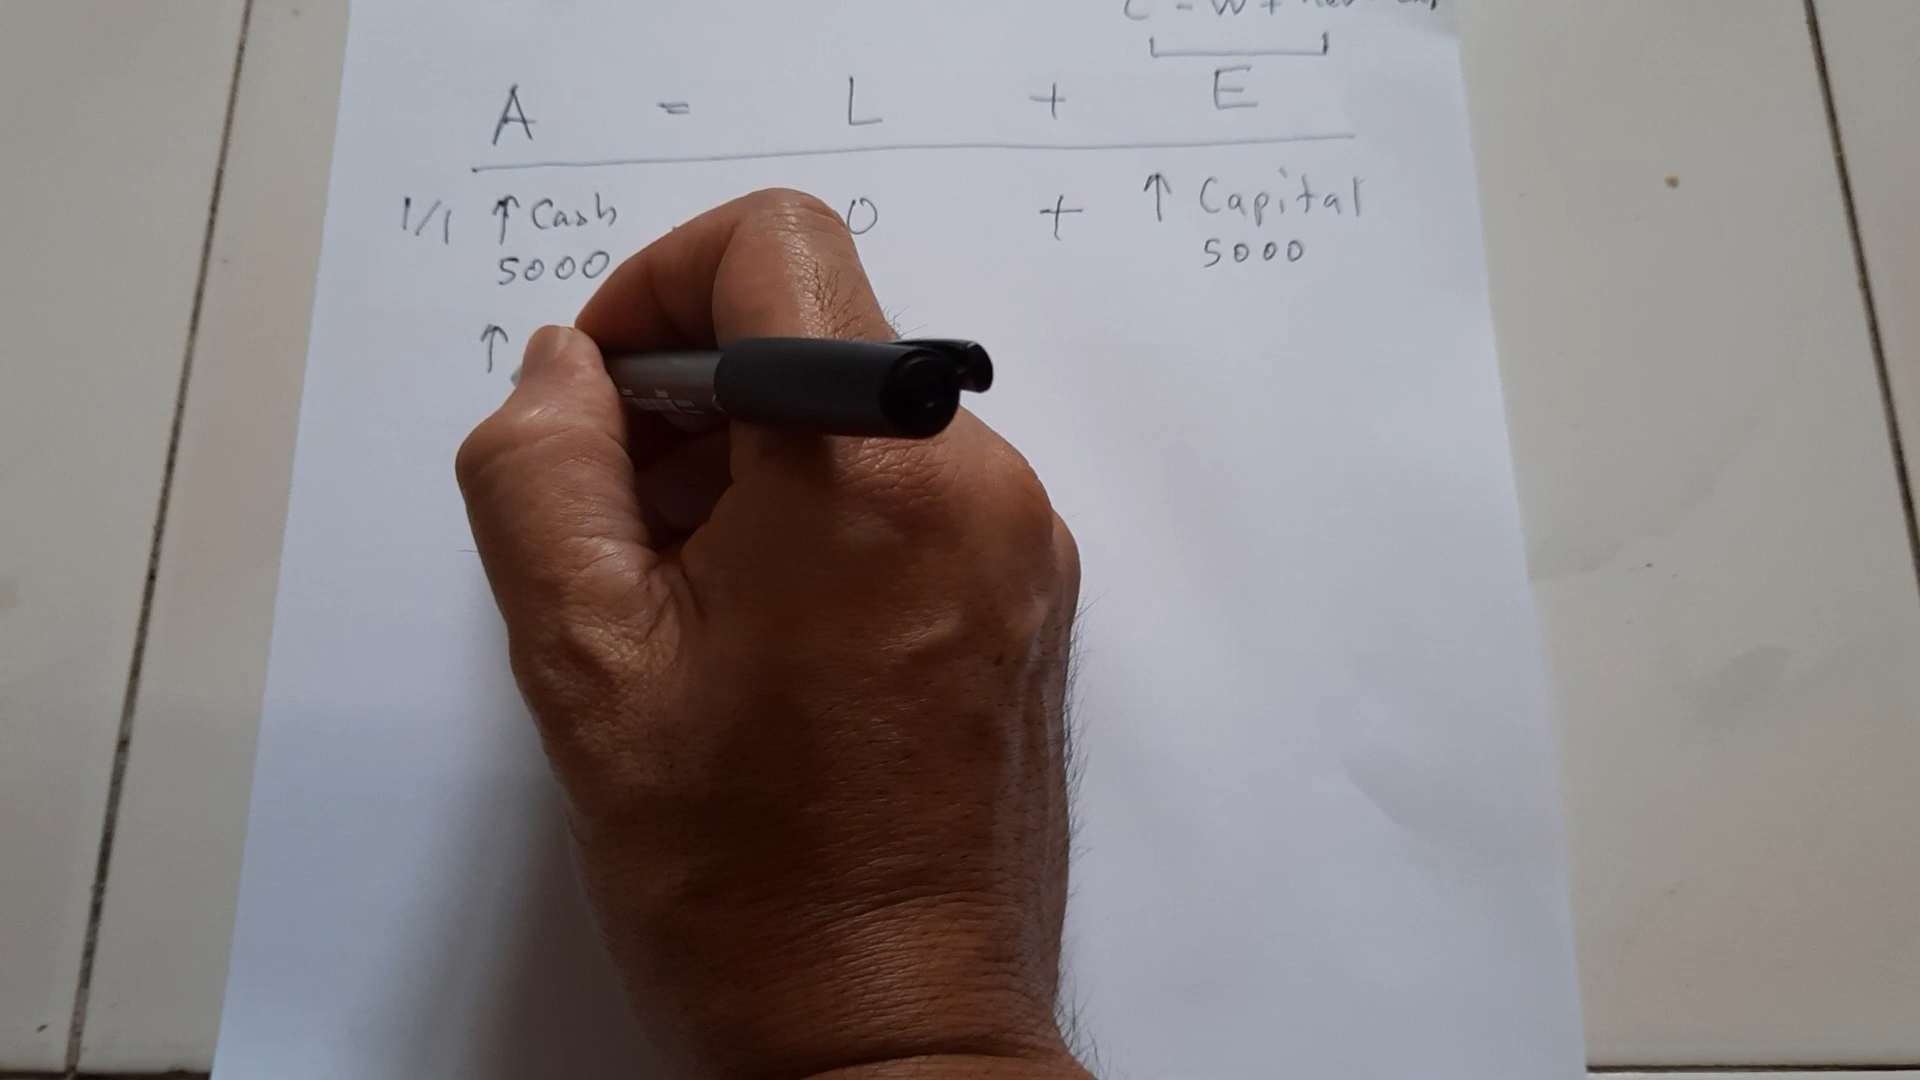 C - W + 
A = L + E
1/1 ↑ Cash 0 + ↑ Capital
5000 5000
↑